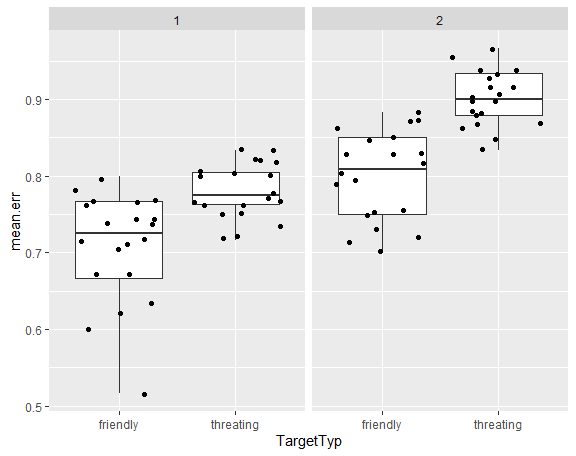 1 2
mean.err
0.9
0.8
0.7
0.6
0.5
friendly threating friendly threating
TargetTyp